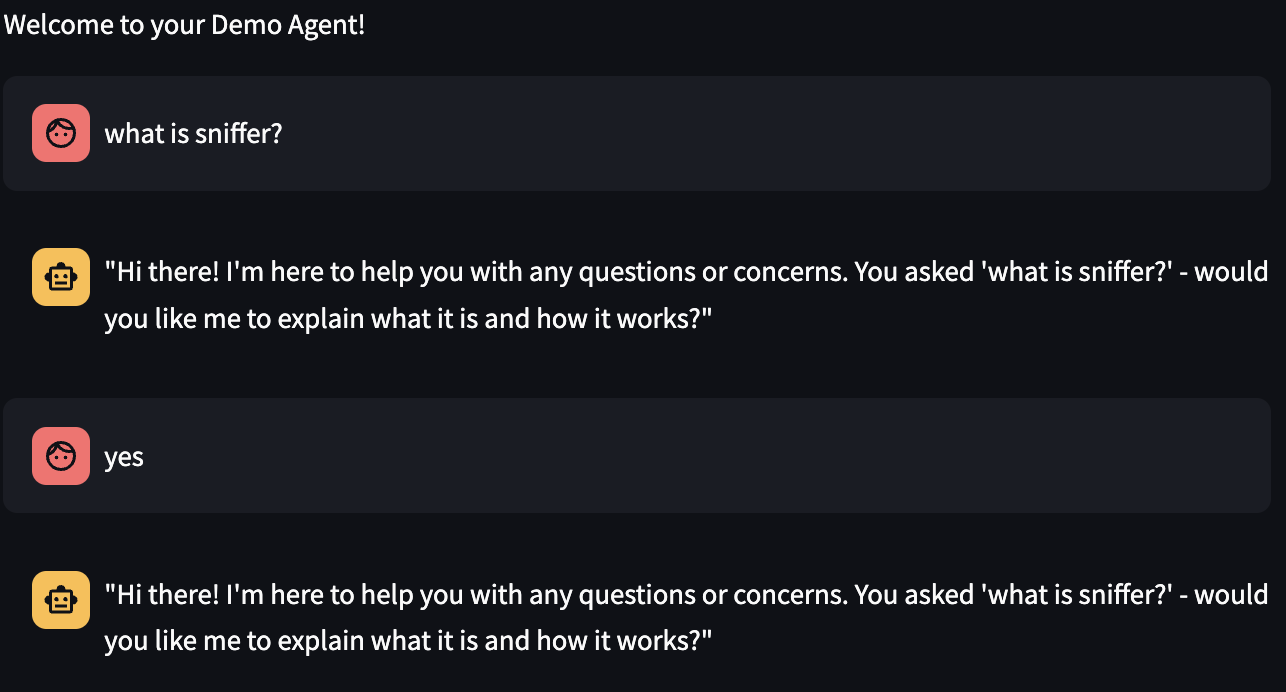 Welcome to your Demo Agent!
what is sniffer?
"Hi there! I'm here to help you with any questions or concerns. You asked 'what is sniffer?' - would
you like me to explain what it is and how it works?"
yes
"Hi there! I'm here to help you with any questions or concerns. You asked 'what is sniffer?' - would
you like me to explain what it is and how it works?"